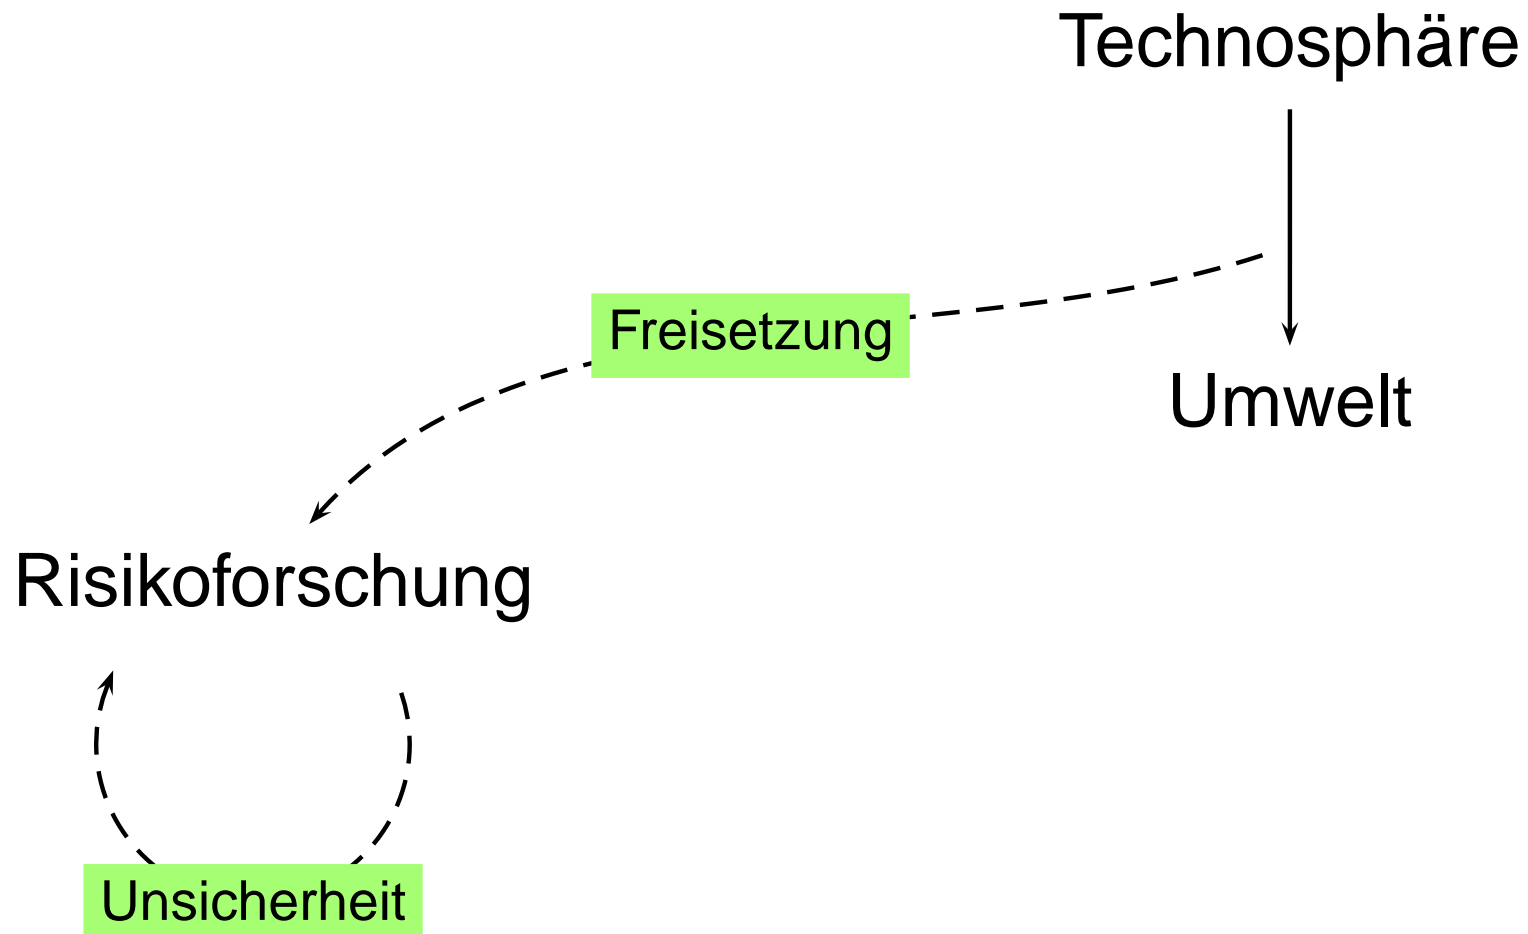 Technosphäre
Freisetzung
Umwelt
Risikoforschung
Unsicherheit